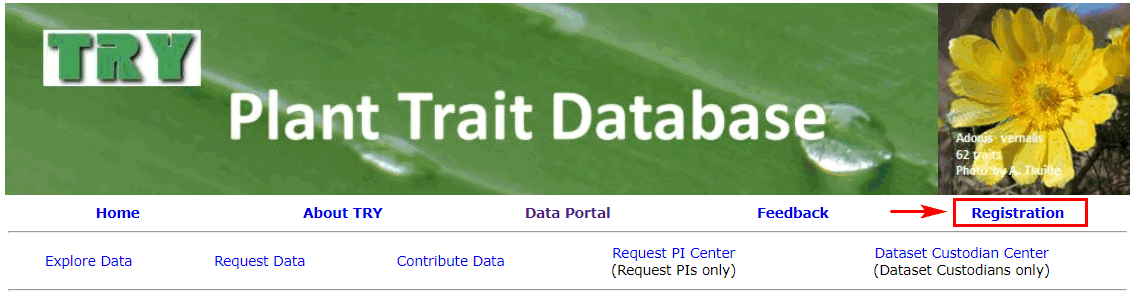 TRY
Plant Trait Database
Adonis vernalis
62 traits
Photo by A. Thuille
Home About TRY Data Portal Feedback Registration
Explore Data Request Data Contribute Data Request PI Center Dataset Custodian Center
(Request PIs only) (Dataset Custodians only)